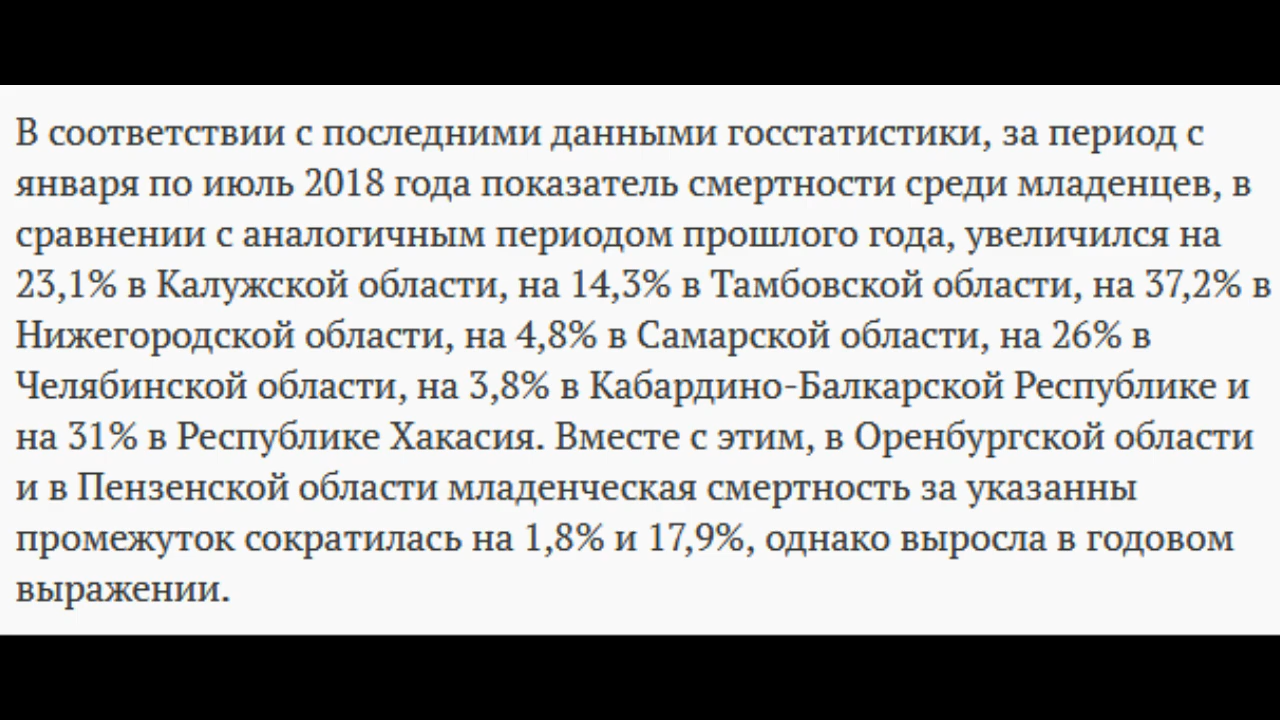 В соответствии с последними данными госстатистики, за период с
января по июль 2018 года показатель смертности среди младенцев, в
сравнении с аналогичным периодом прошлого года, увеличился на
23,1% в Калужской области, на 14,3% в Тамбовской области, на 37,2% в
Нижегородской области, на 4,8% в Самарской области, на 26% в
Челябинской области, на 3,8% в Кабардино-Балкарской Республике и
на 31% в Республике Хакасия. Вместе с этим, в Оренбургской области
и в Пензенской области младенческая смертность за указанны
промежуток сократилась на 1,8% и 17,9%, однако выросла в годовом
выражении.